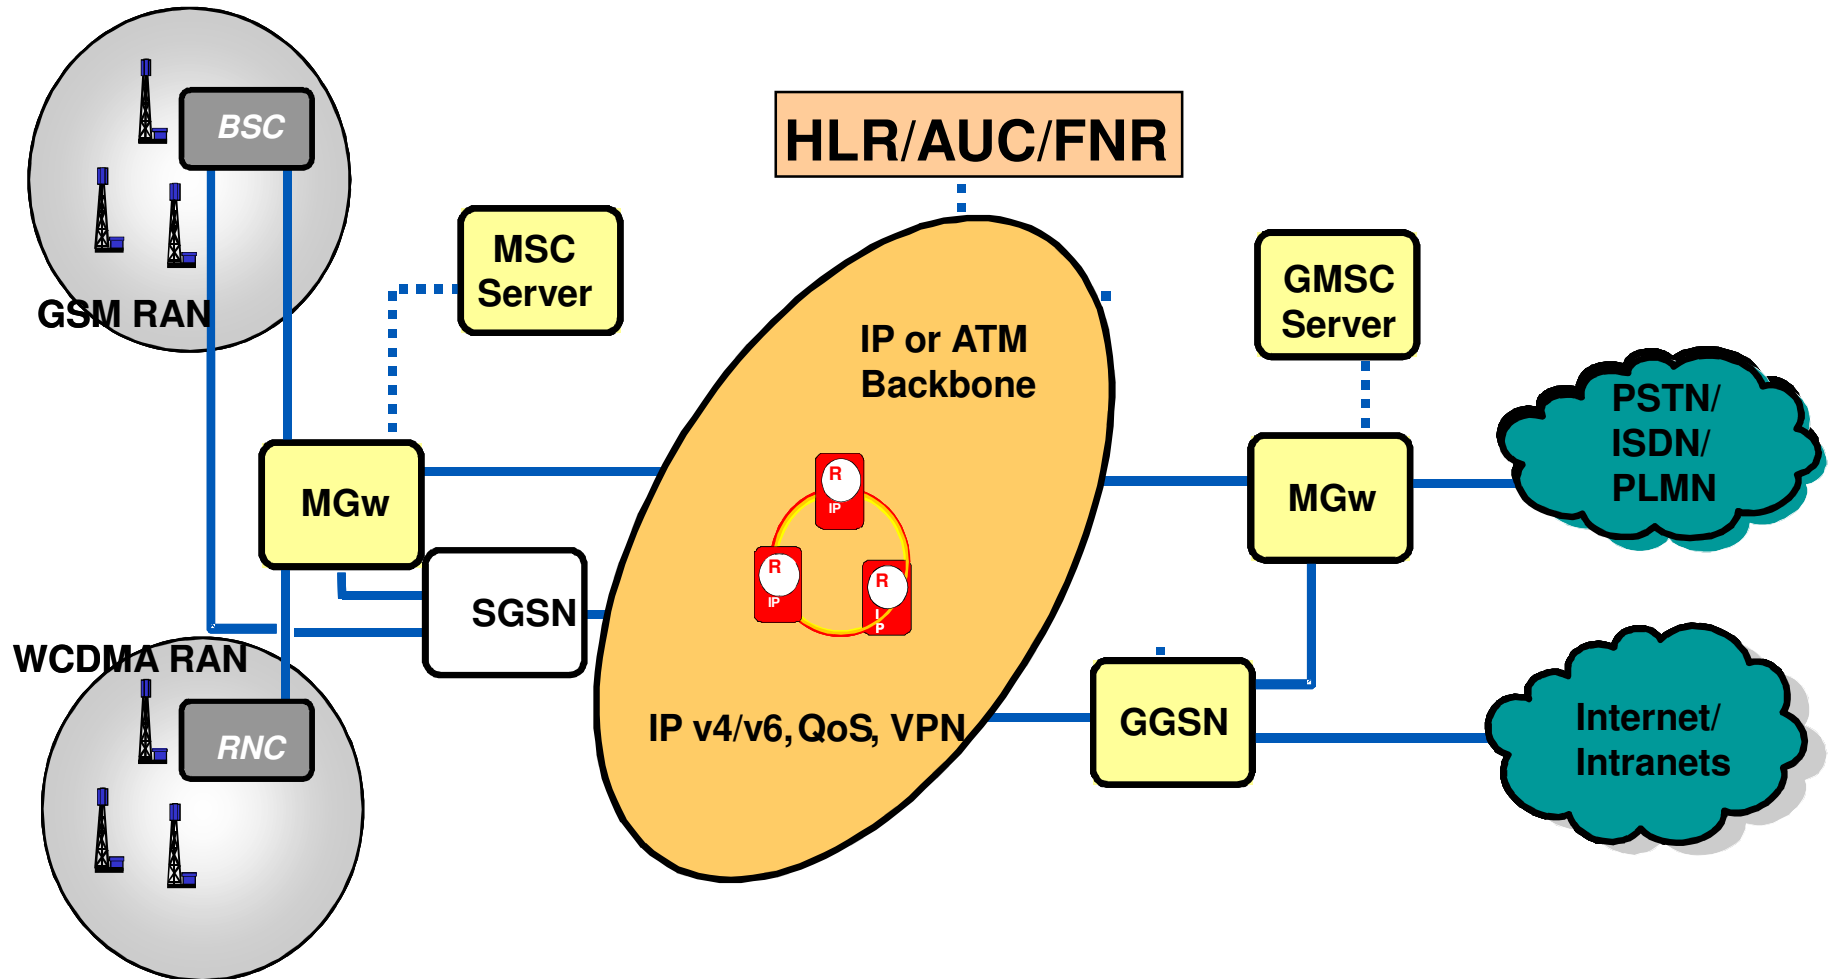 BSC
GSM RAN
HLR/AUC/FNR
MSC
Server
GMSC
Server
IP or ATM
Backbone
PSTN/
ISDN/
PLMN
MGw
R
IP
R
IP
R
I
P
MGw
SGSN
WCDMA RAN
RNC
IP v4/v6, QoS, VPN
GGSN
Internet/
Intranets